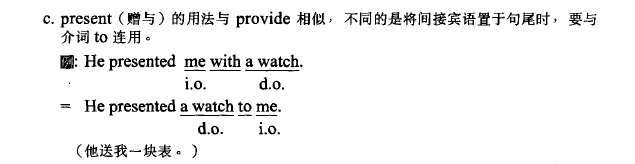 c. present（赠与）的用法与 provide 相似，不同的是将间接宾语置于句尾时，要与
介词 to 连用。
例: He presented me with a watch.
i.o. d.o.
= He presented a watch to me.
d.o. i.o.
（他送我一块表。）